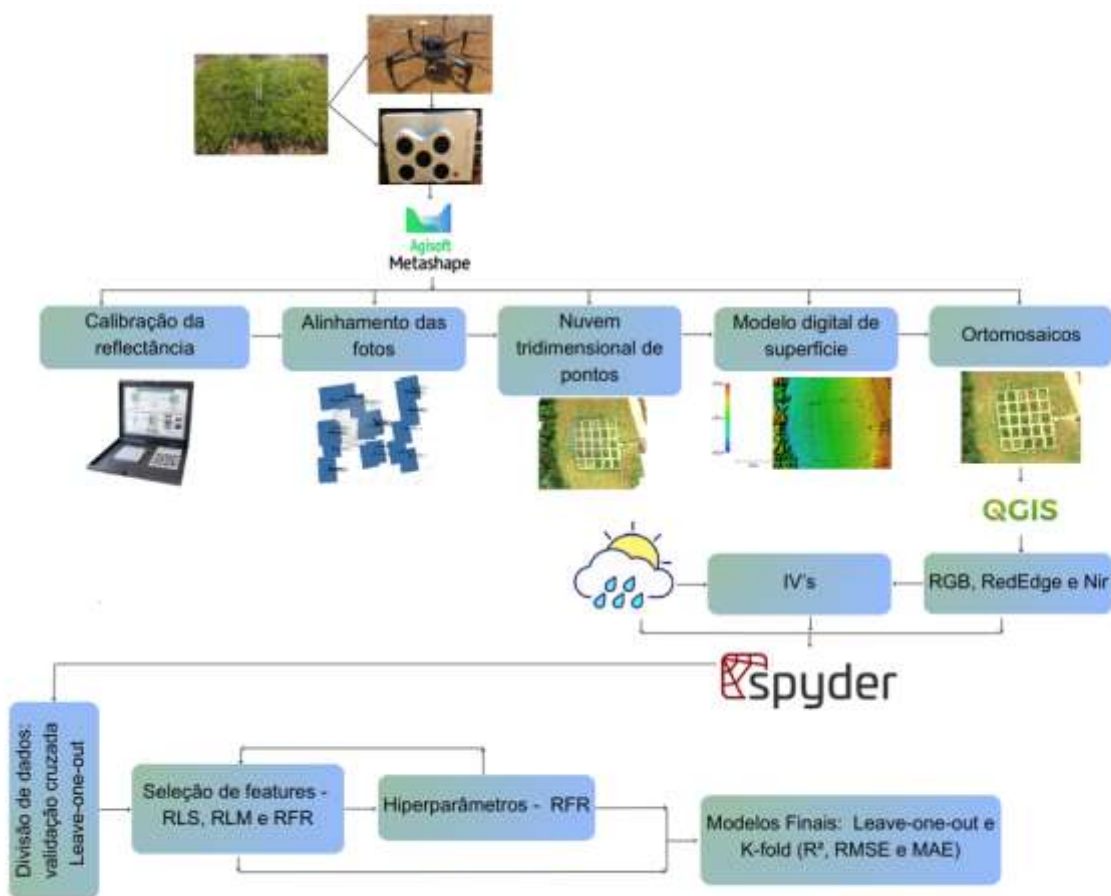 Agisoft
Metashape
Calibração da
reflectância
Alinhamento das
fotos
Nuvem
tridimensional de
pontos
Modelo digital de
superfície
Ortomosaicos
QGIS
IV's
RGB, RedEdge e Nir
spyder
Divisão de dados:
validação cruzada
Leave-one-out
Seleção de features -
RLS, RLM e RFR
Hiperparâmetros - RFR
Modelos Finais: Leave-one-out e
K-fold (R², RMSE e MAE)